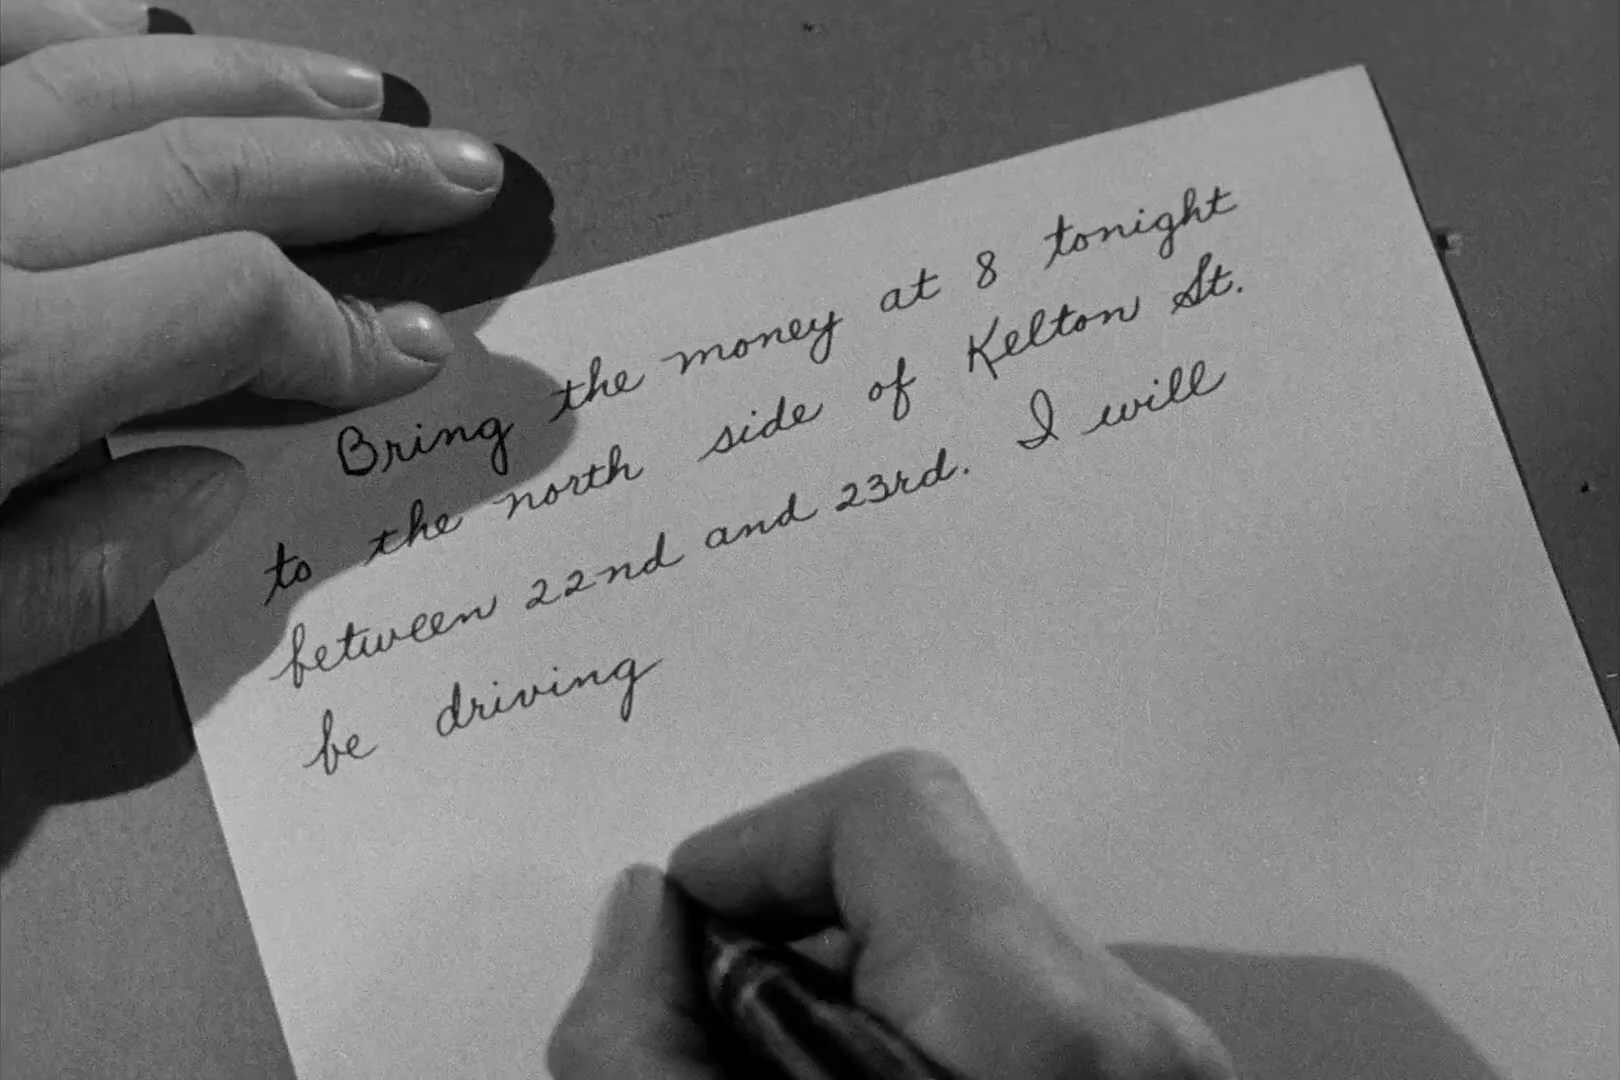 Bring the money at 8 tonight
to the north side of Kelton St.
between 22nd and 23rd. I will
be driving